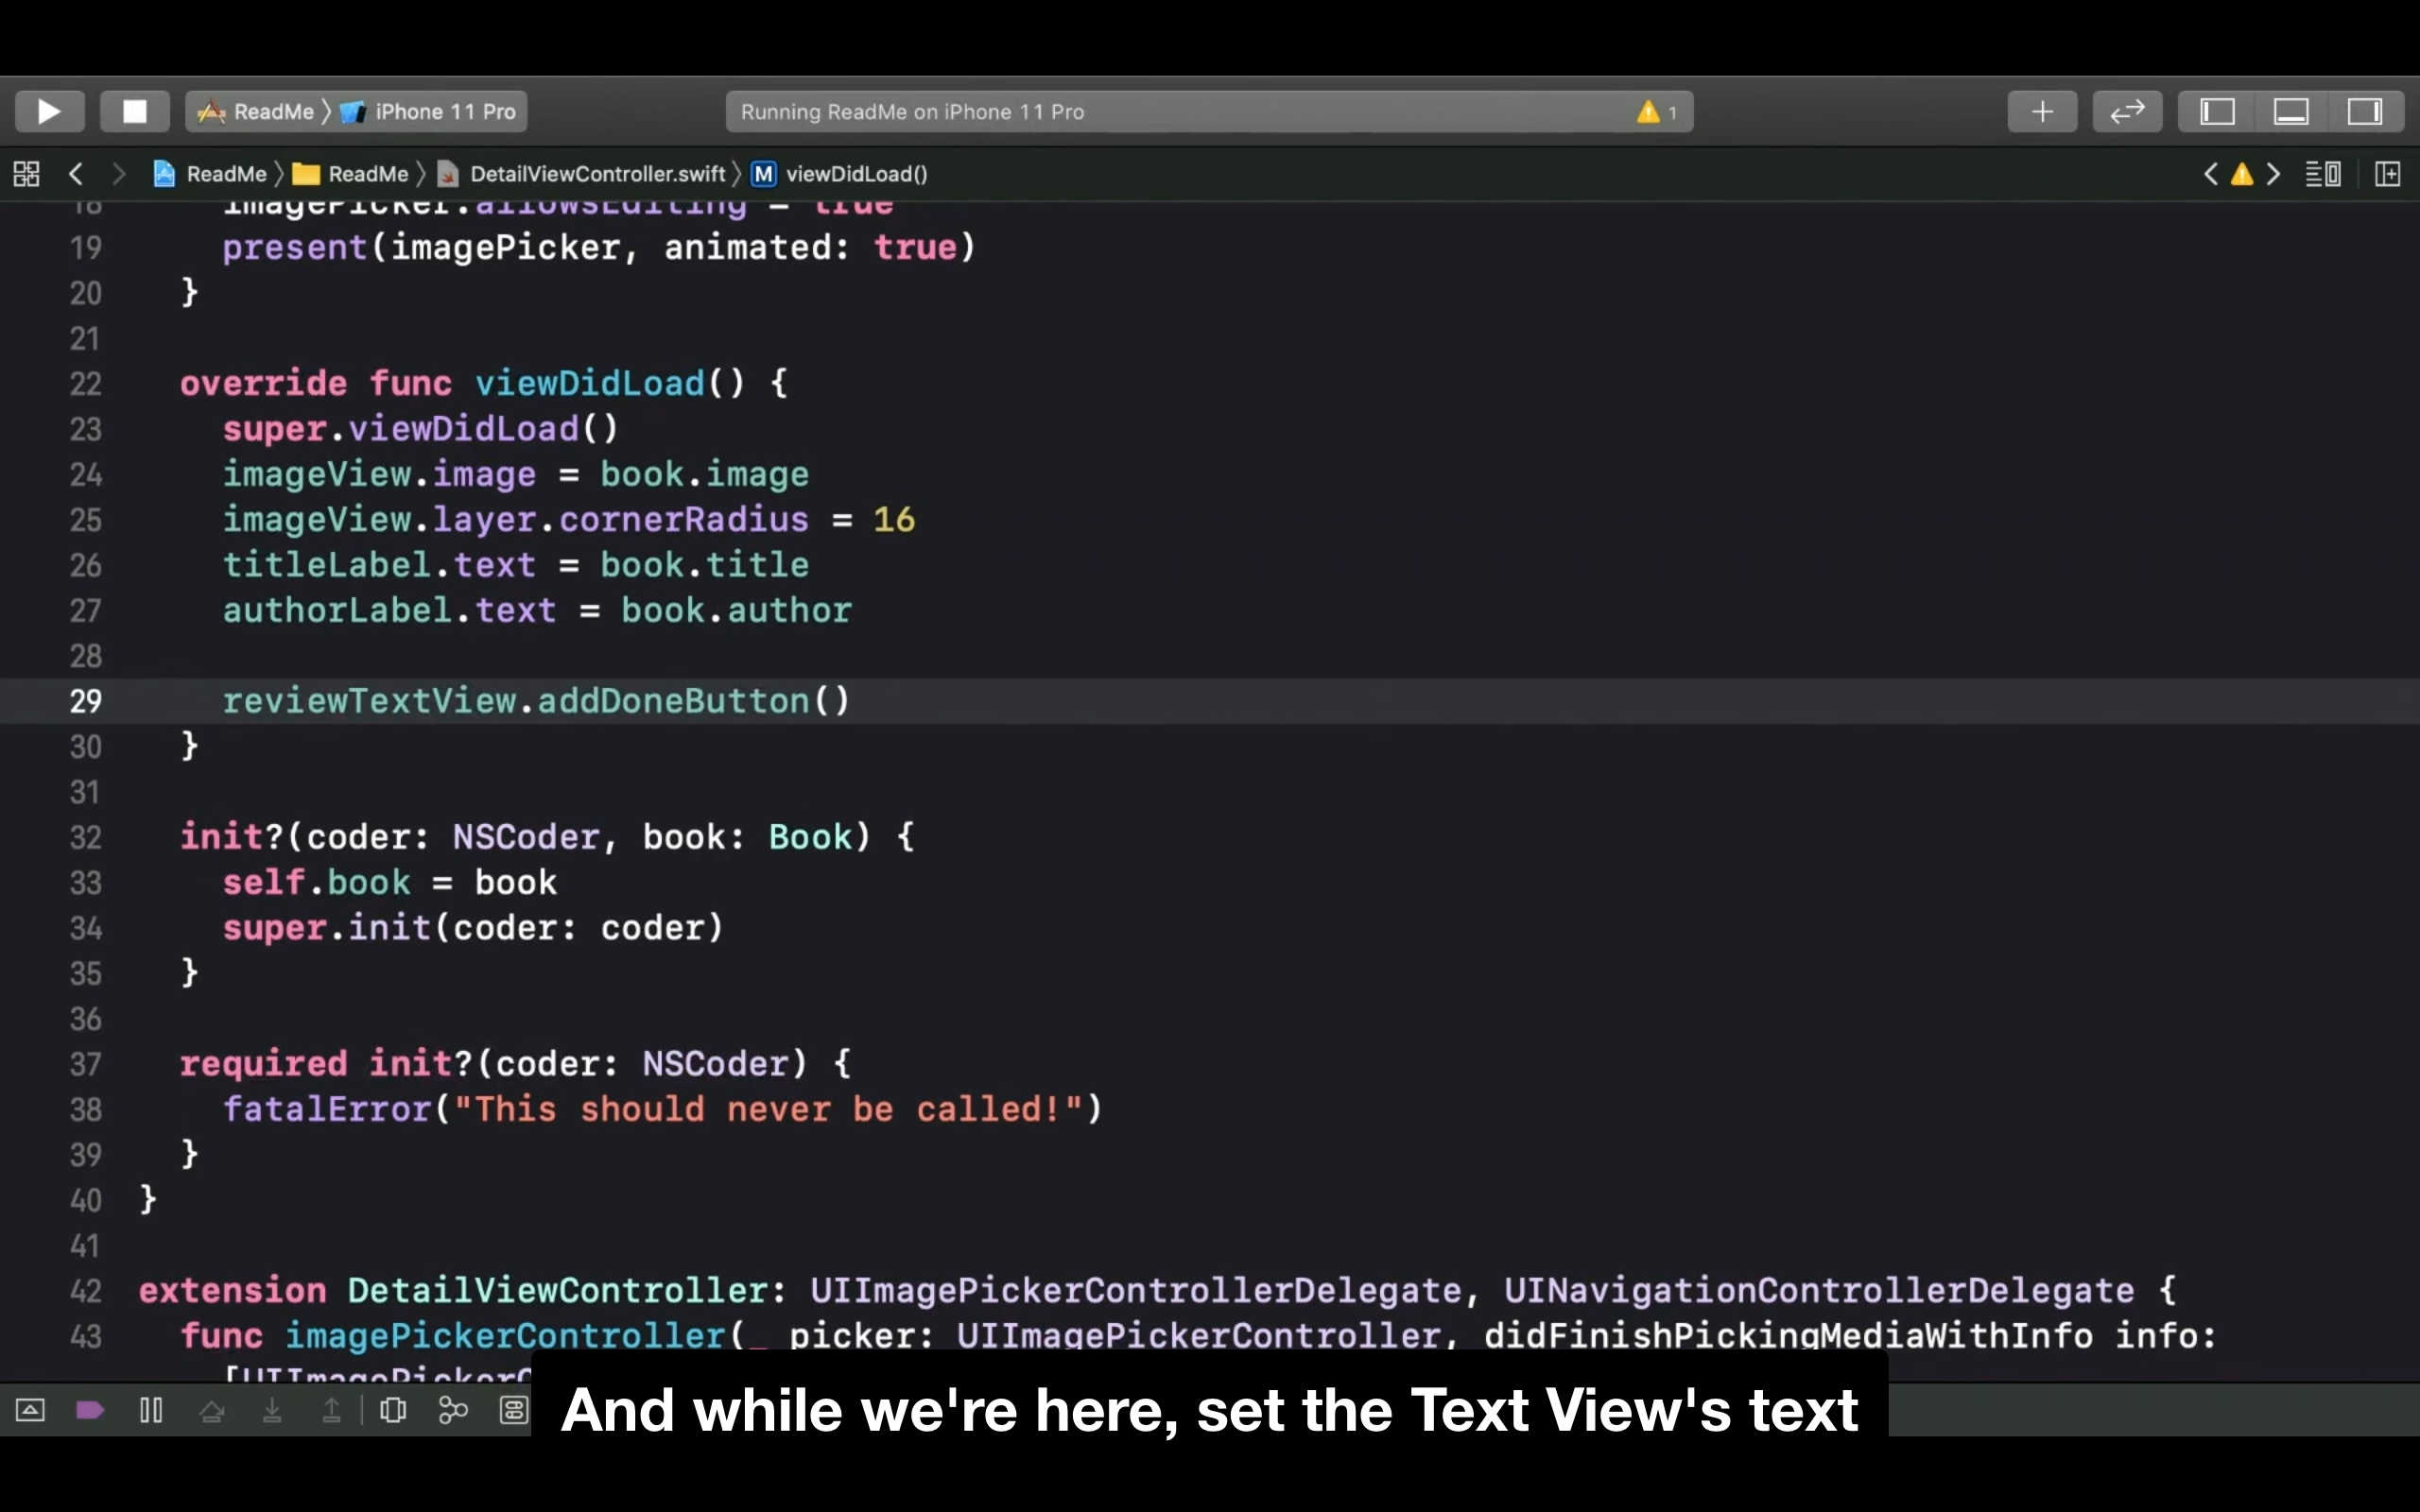 ReadMe 〉 iPhone 11 Pro
Running ReadMe on iPhone 11 Pro
1
ReadMe 〉 ReadMe 〉 DetailViewController.swift 〉 M viewDidLoad()
18 imagePicker.allowsEditing = true
19 present(imagePicker, animated: true)
20 }
21
22 override func viewDidLoad() {
23 super.viewDidLoad()
24 imageView.image = book.image
25 imageView.layer.cornerRadius = 16
26 titleLabel.text = book.title
27 authorLabel.text = book.author
28
29 reviewTextView.addDoneButton()
30 }
31
32 init?(coder: NSCoder, book: Book) {
33 self.book = book
34 super.init(coder: coder)
35 }
36
37 required init?(coder: NSCoder) {
38 fatalError("This should never be called!")
39 }
40 }
41
42 extension DetailViewController: UIImagePickerControllerDelegate, UINavigationControllerDelegate {
43 func imagePickerController(_ picker: UIImagePickerController, didFinishPickingMediaWithInfo info:
[UIImagePickerC
And while we're here, set the Text View's text